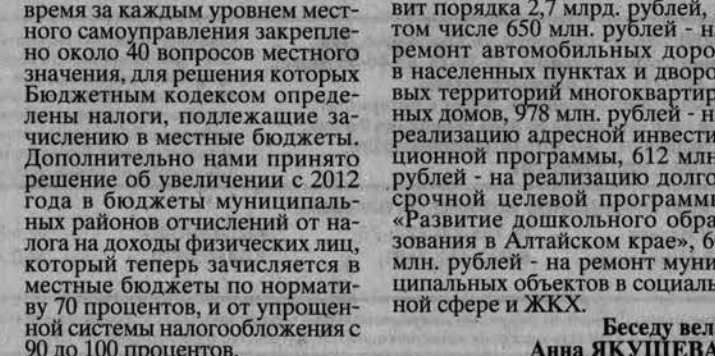 время за каждым уровнем мест-
ного самоуправления закрепле-
но около 40 вопросов местного
значения, для решения которых
Бюджетным кодексом опреде-
лены налоги, подлежащие за-
числению в местные бюджеты.
Дополнительно нами принято
решение об увеличении с 2012
года в бюджеты муниципаль-
ных районов отчислений от на-
лога на доходы физических лиц,
который теперь зачисляется в
местные бюджеты по нормати-
ву 70 процентов, и от упрощен-
ной системы налогообложения с
90 до 100 процентов.
вит порядка 2,7 млрд. рублей,
том числе 650 млн. рублей - н
ремонт автомобильных доро
в населенных пунктах и дворо
вых территорий многоквартир
ных домов, 978 млн. рублей - н
реализацию адресной инвести
ционной программы, 612 млн
рублей - на реализацию долго
срочной целевой программы
«Развитие дошкольного обра
зования в Алтайском крае», 6
млн. рублей - на ремонт муни
ципальных объектов в социаль
ной сфере и ЖКХ.
Беседу вел
Анна ЯКУШЕВА